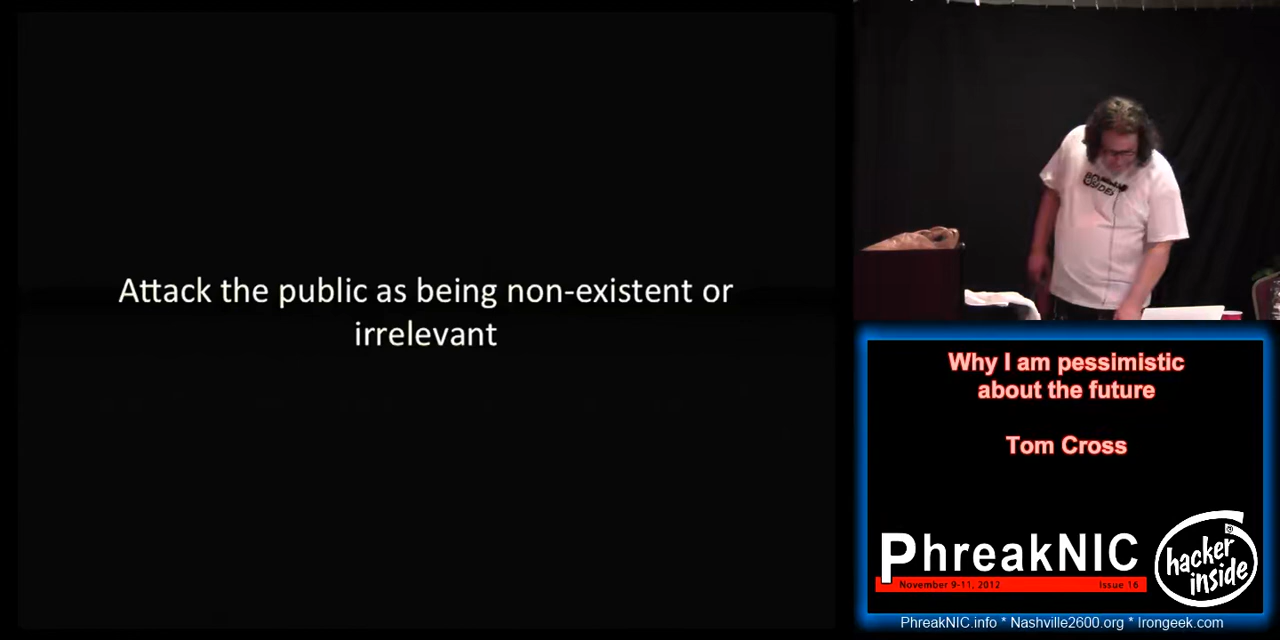 Attack the public as being non-existent or
irrelevant
Why I am pessimistic
about the future
Tom Cross
PhreakNIC
November 9-11, 2012 Issue 16
hacker
inside
PhreakNIC.info * Nashville2600.org * Irongeek.com